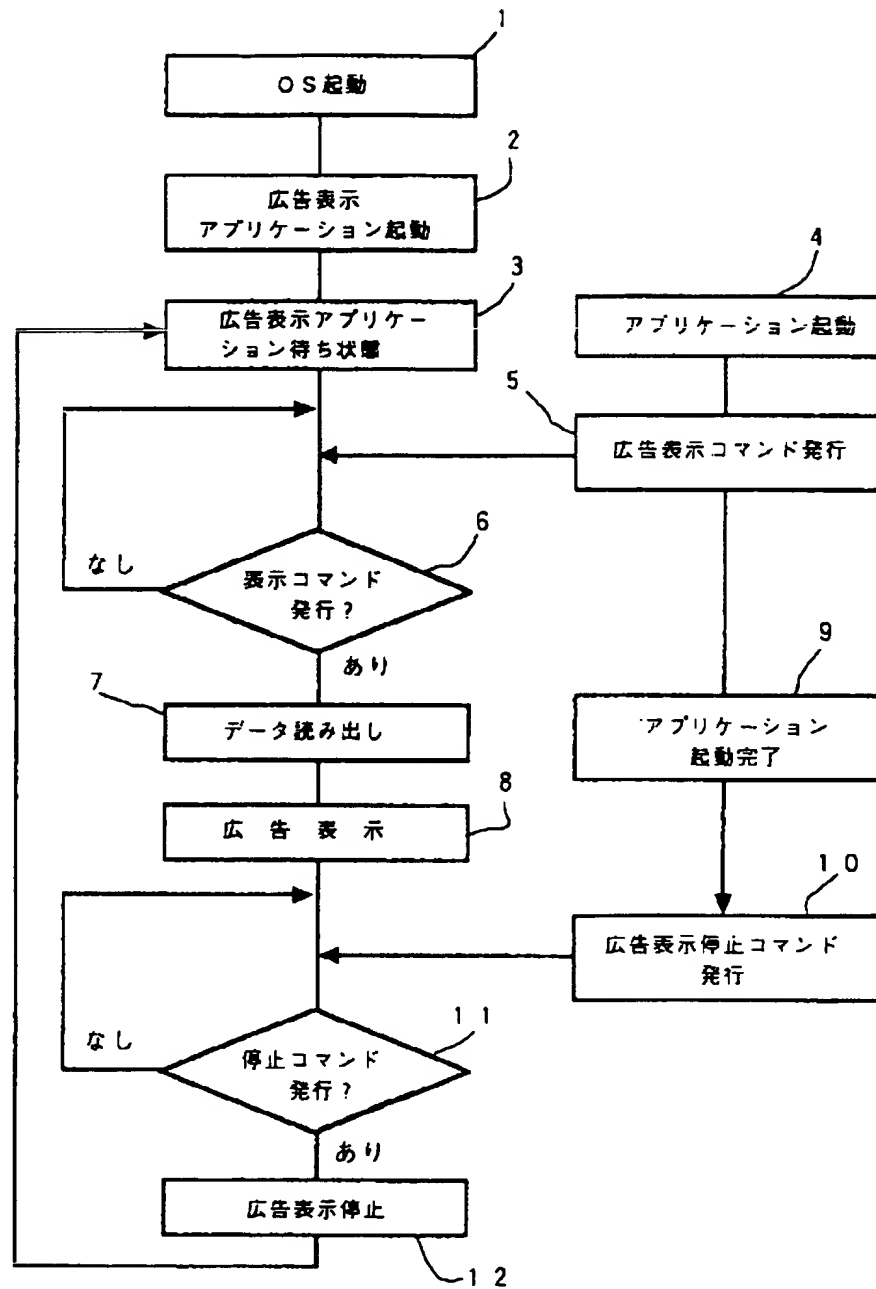 1
OS起動
2
広告表示
アプリケーション起動
3
広告表示アプリケー
ション待ち状態
4
アプリケーション起動
5
広告表示コマンド発行
6
なし
表示コマンド
発行?
あり
7
データ読み出し
8
広告表示
9
アプリケーション
起動完了
10
広告表示停止コマンド
発行
11
なし
停止コマンド
発行?
あり
広告表示停止
12